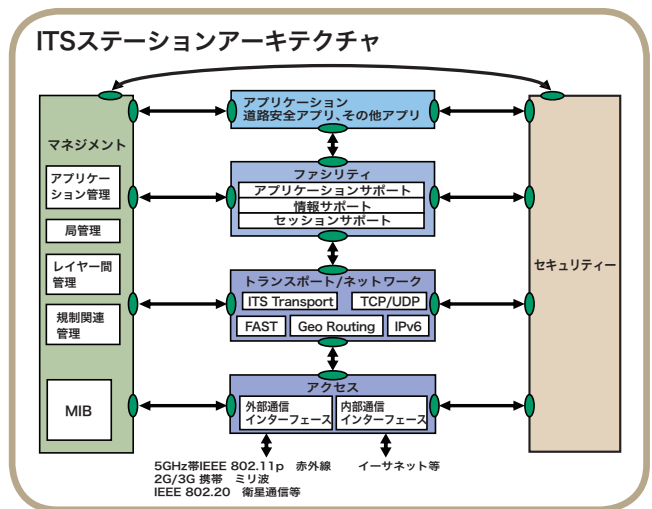 ITSステーションアーキテクチャ
マネジメント
アプリケー
ション管理
局管理
レイヤー間
管理
規制関連
管理
MIB
アプリケーション
道路安全アプリ、その他アプリ
ファシリティ
アプリケーションサポート
情報サポート
セッションサポート
トランスポート/ネットワーク
ITS Transport
TCP/UDP
FAST
Geo Routing
IPv6
アクセス
外部通信
インターフェース
内部通信
インターフェース
5GHz帯IEEE 802.11p 赤外線
2G/3G 携帯 ミリ波
IEEE 802.20 衛星通信等
イーサネット等
セキュリティー